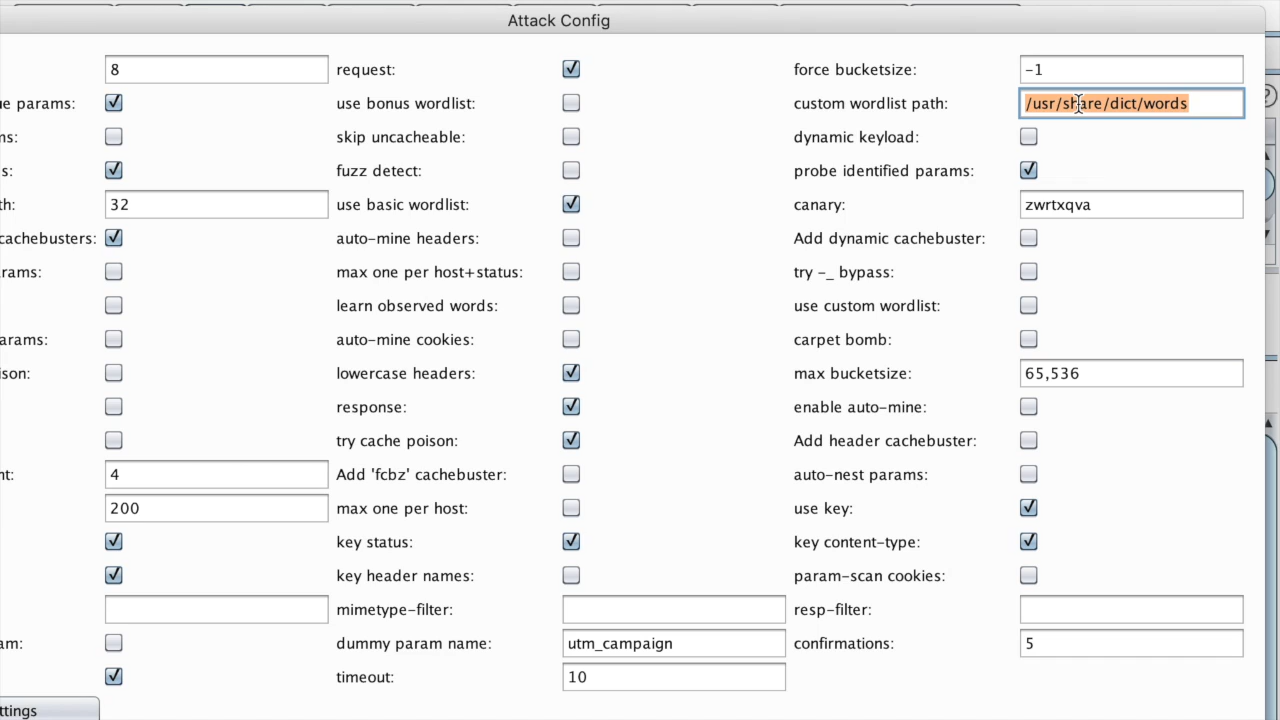 Attack Config
8 request: force bucketsize: -1
ue params: use bonus wordlist: custom wordlist path: /usr/share/dict/words
ms: skip uncacheable: dynamic keyload:
s: fuzz detect: probe identified params:
th: 32 use basic wordlist: canary: zwrtxqva
cachebusters: auto-mine headers: Add dynamic cachebuster:
rams: max one per host+status: try -_ bypass:
learn observed words: use custom wordlist:
arams: auto-mine cookies: carpet bomb:
ison: lowercase headers: max bucketsize: 65,536
response: enable auto-mine:
try cache poison: Add header cachebuster:
nt: 4 Add 'fcbz' cachebuster: auto-nest params:
200 max one per host: use key:
key status: key content-type:
key header names: param-scan cookies:
mimetype-filter: resp-filter:
am: dummy param name: utm_campaign confirmations: 5
timeout: 10
ttings